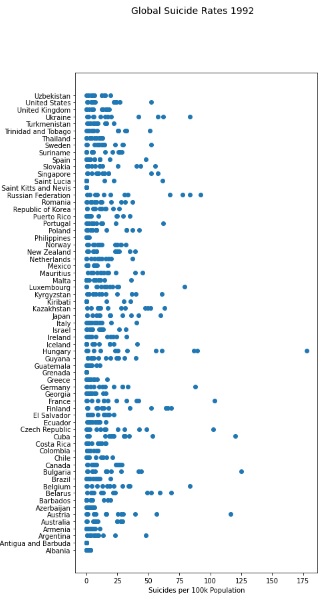 Global Suicide Rates 1992
Uzbekistan
United States
United Kingdom
Ukraine
Turkmenistan
Trinidad and Tobago
Thailand
Sweden
Suriname
Spain
Slovakia
Singapore
Saint Lucia
Saint Kitts and Nevis
Russian Federation
Romania
Republic of Korea
Puerto Rico
Portugal
Poland
Philippines
Norway
New Zealand
Netherlands
Mexico
Mauritius
Malta
Luxembourg
Kyrgyzstan
Kiribati
Kazakhstan
Japan
Italy
Israel
Ireland
Iceland
Hungary
Guyana
Guatemala
Grenada
Greece
Germany
Georgia
France
Finland
El Salvador
Ecuador
Czech Republic
Cuba
Costa Rica
Colombia
Chile
Canada
Bulgaria
Brazil
Belgium
Belarus
Barbados
Azerbaijan
Austria
Australia
Armenia
Argentina
Antigua and Barbuda
Albania
0 25 50 75 100 125 150 175
Suicides per 100k Population